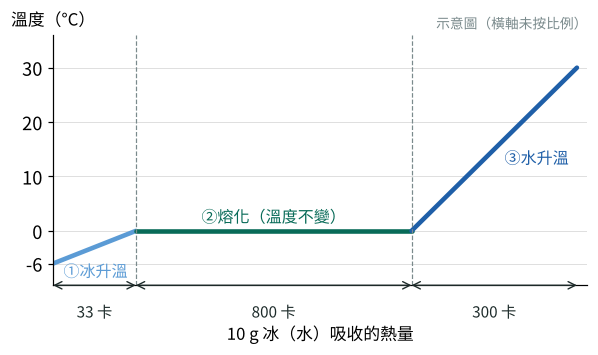 溫度（°C）
示意圖（橫軸未按比例）
30
20
10
0
-6
①冰升溫
②熔化（溫度不變）
③水升溫
33 卡
800 卡
300 卡
10 g 冰（水）吸收的熱量